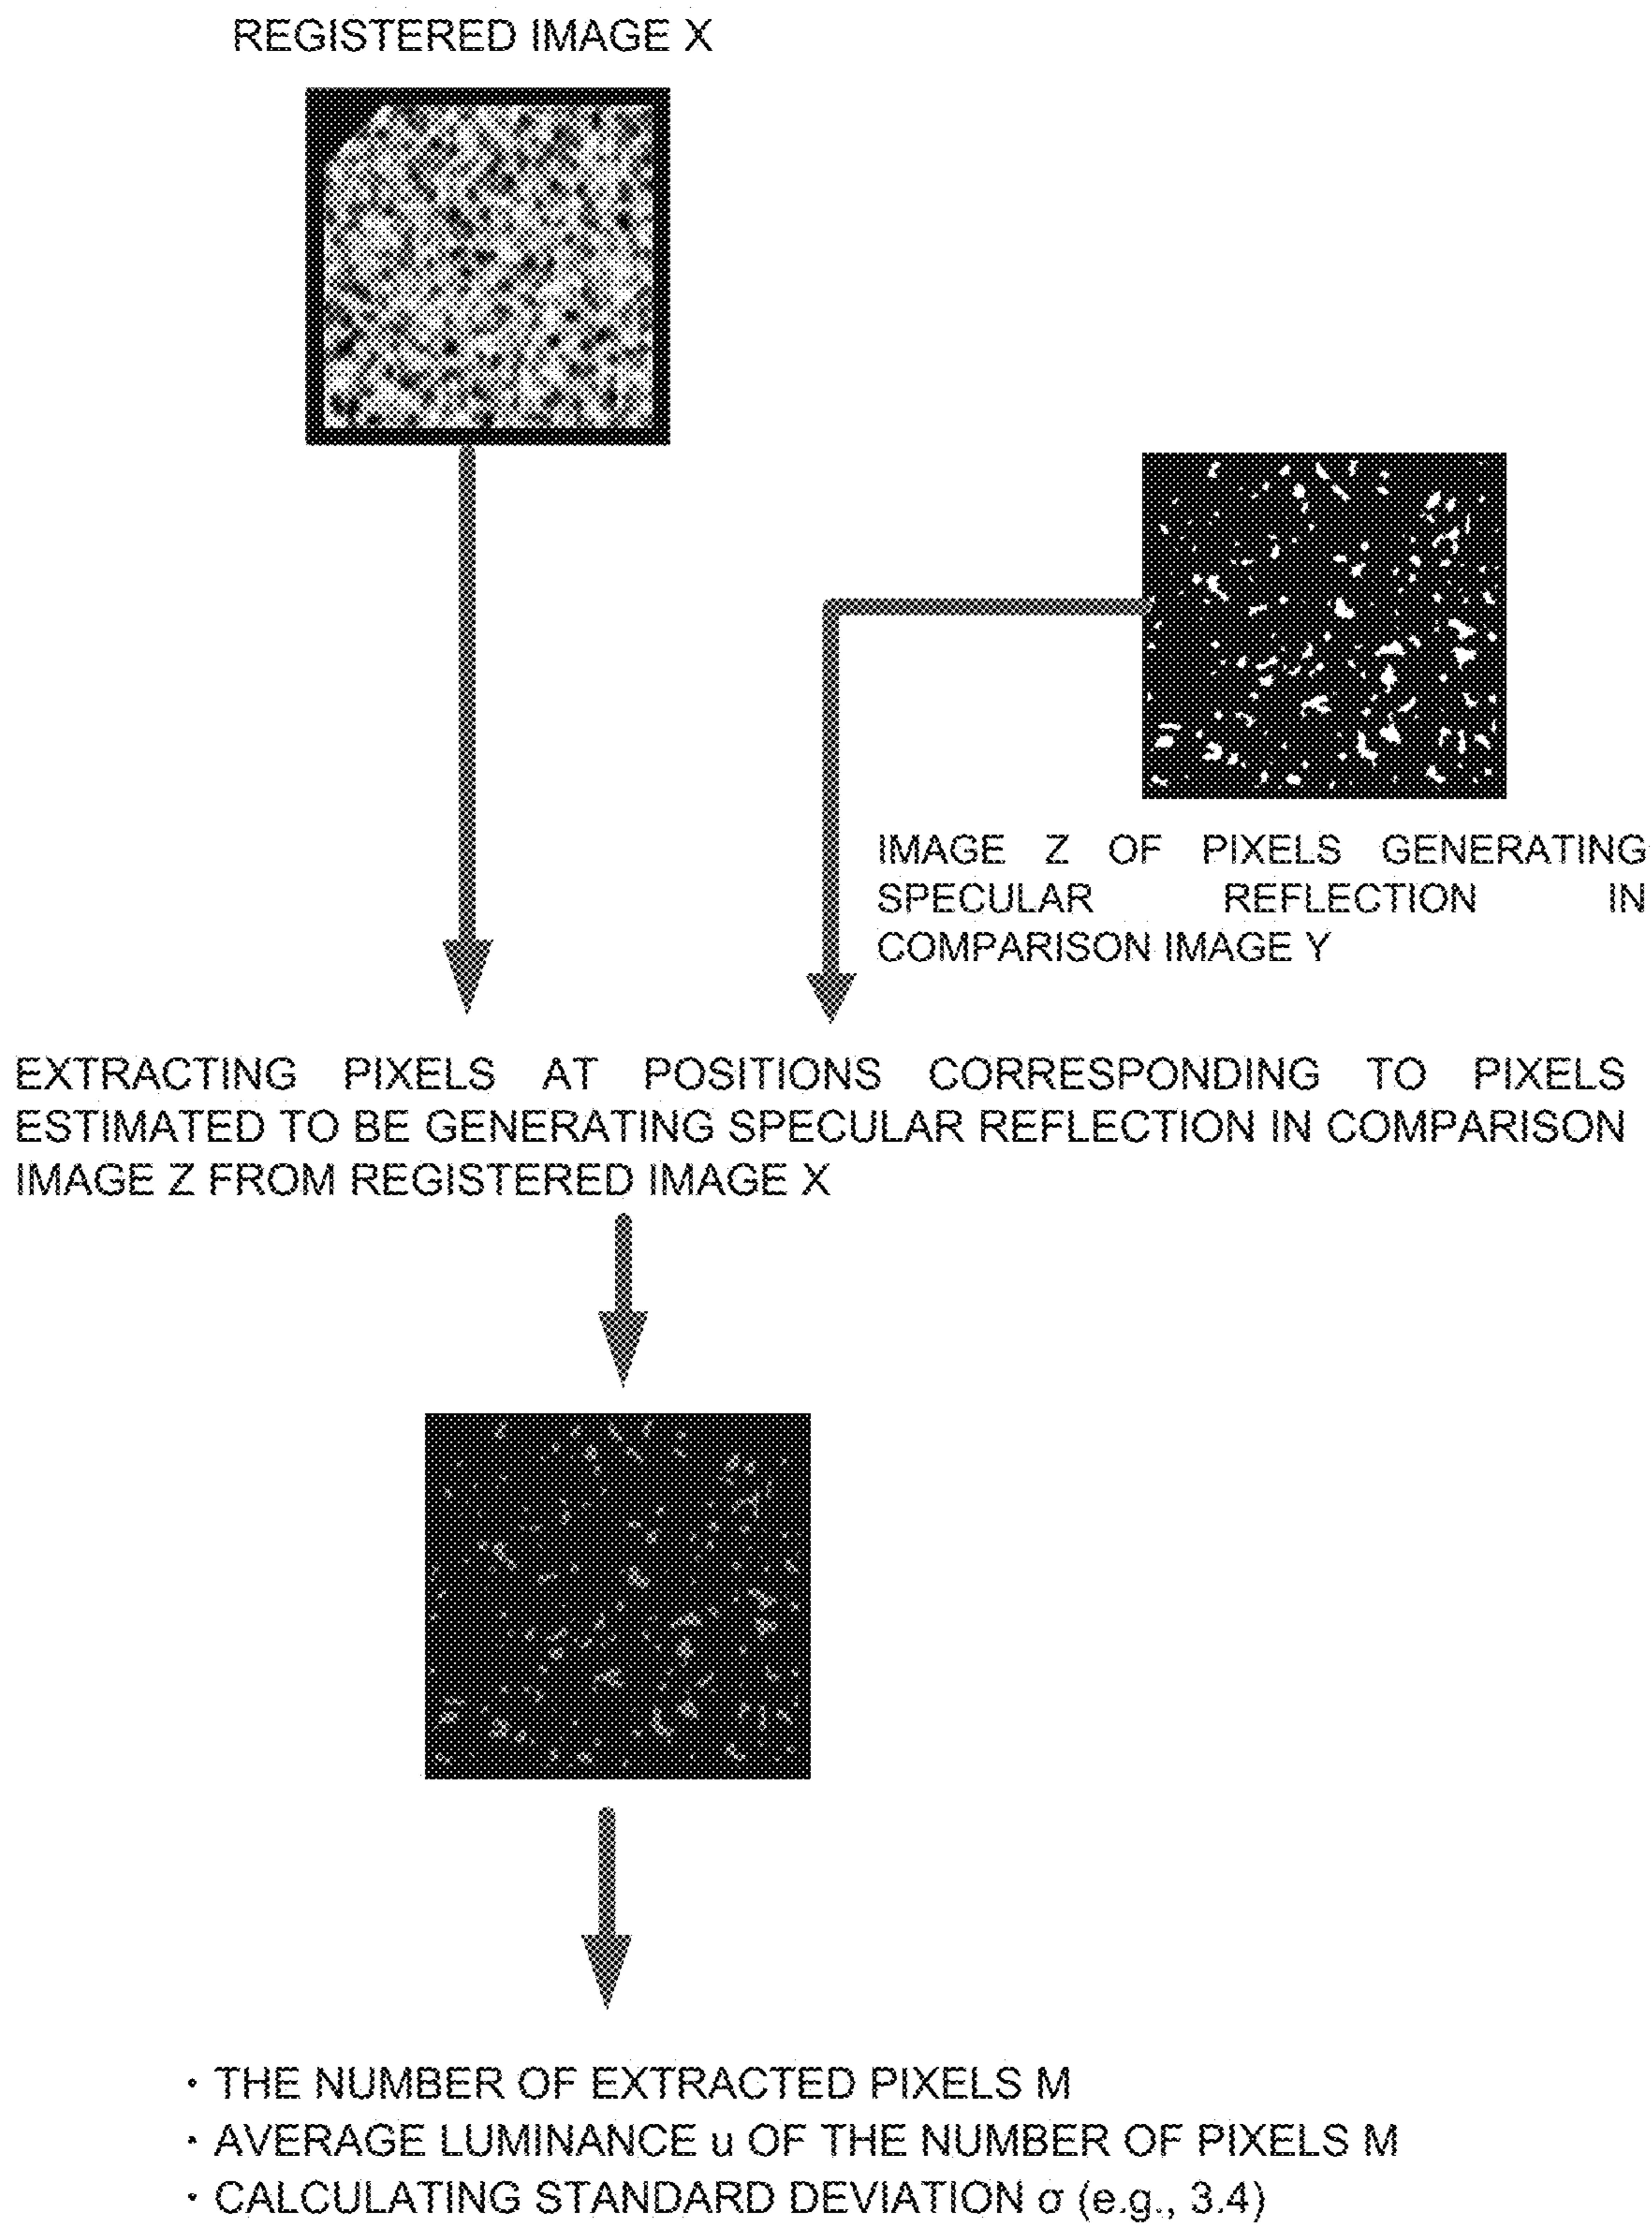 REGISTERED IMAGE X
IMAGE Z OF PIXELS GENERATING
SPECULAR REFLECTION IN
COMPARISON IMAGE Y
EXTRACTING PIXELS AT POSITIONS CORRESPONDING TO PIXELS
ESTIMATED TO BE GENERATING SPECULAR REFLECTION IN COMPARISON
IMAGE Z FROM REGISTERED IMAGE X
・THE NUMBER OF EXTRACTED PIXELS M
・AVERAGE LUMINANCE u OF THE NUMBER OF PIXELS M
・CALCULATING STANDARD DEVIATION σ (e.g., 3.4)